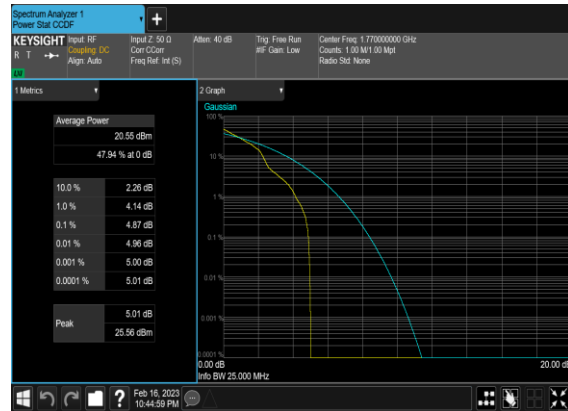 Spectrum Analyzer 1
Power Stat CCDF
+
KEYSIGHT
R T
LXI
Input: RF
Coupling: DC
Align: Auto
Input Z: 50 Ω
Corr CCorr
Freq Ref: Int (S)
Atten: 40 dB
Trig: Free Run
#IF Gain: Low
Center Freq: 1.770000000 GHz
Counts: 1.00 M/1.00 Mpt
Radio Std: None
1 Metrics
Average Power
20.55 dBm
47.94 % at 0 dB
10.0 % 2.26 dB
1.0 % 4.14 dB
0.1 % 4.87 dB
0.01 % 4.96 dB
0.001 % 5.00 dB
0.0001 % 5.01 dB
Peak
5.01 dB
25.56 dBm
2 Graph
Gaussian
100 %
10 %
1 %
0.1 %
0.01 %
0.001 %
0.0001 %
0.00 dB 20.00 dB
Info BW 25.000 MHz
?
Feb 16, 2023
10:44:59 PM